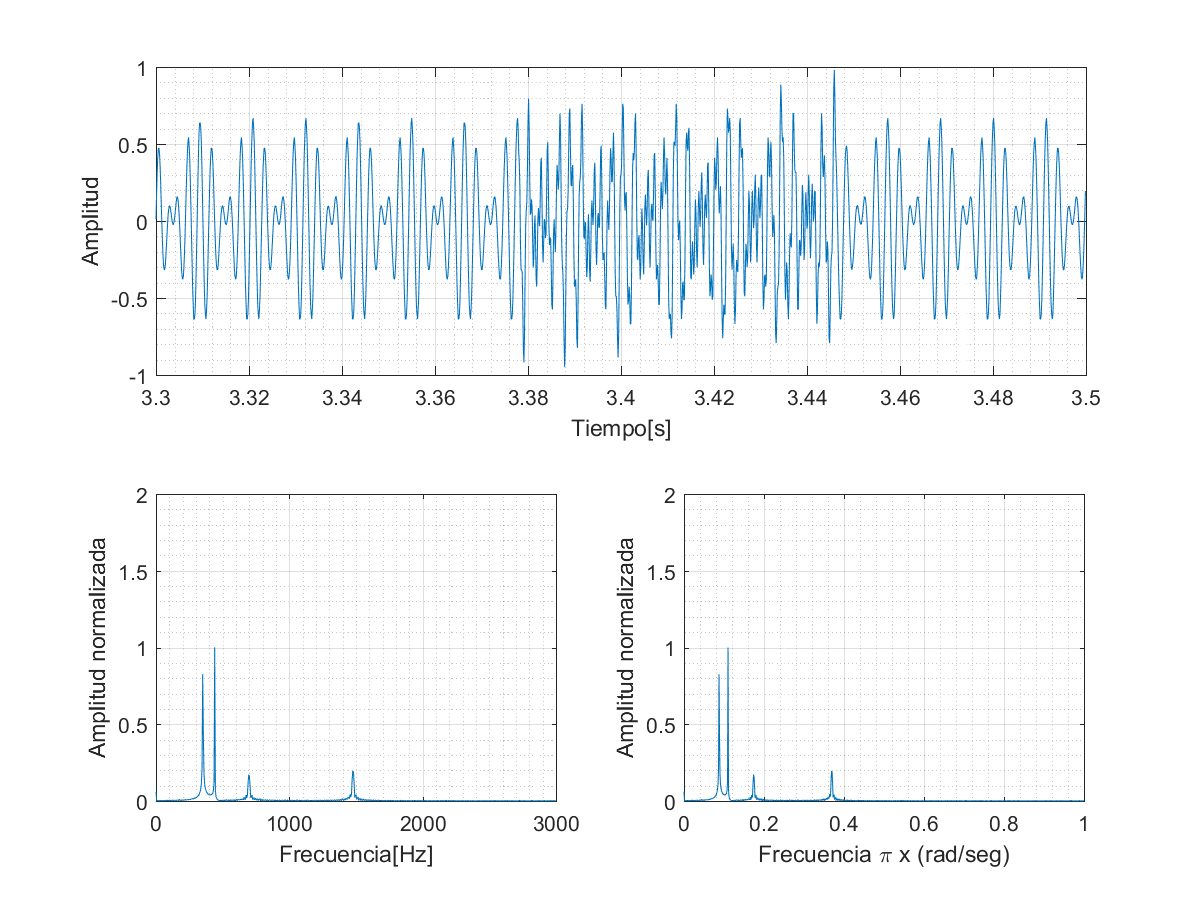 1
0.5
0
-0.5
-1
Amplitud
3.3 3.32 3.34 3.36 3.38 3.4 3.42 3.44 3.46 3.48 3.5
Tiempo[s]
2
1.5
1
0.5
0
Amplitud normalizada
0 1000 2000 3000
Frecuencia[Hz]
2
1.5
1
0.5
0
Amplitud normalizada
0 0.2 0.4 0.6 0.8 1
Frecuencia π x (rad/seg)